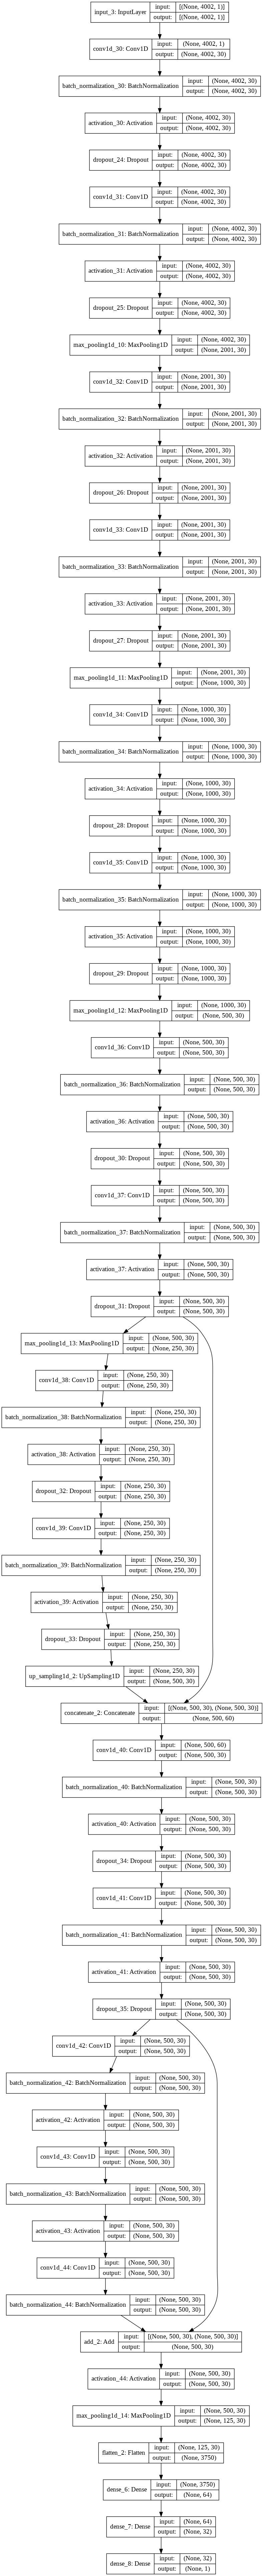 input_3: InputLayer
input: [(None, 4002, 1)]
output: [(None, 4002, 1)]
conv1d_30: Conv1D
input: (None, 4002, 1)
output: (None, 4002, 30)
batch_normalization_30: BatchNormalization
input: (None, 4002, 30)
output: (None, 4002, 30)
activation_30: Activation
input: (None, 4002, 30)
output: (None, 4002, 30)
dropout_24: Dropout
input: (None, 4002, 30)
output: (None, 4002, 30)
conv1d_31: Conv1D
input: (None, 4002, 30)
output: (None, 4002, 30)
batch_normalization_31: BatchNormalization
input: (None, 4002, 30)
output: (None, 4002, 30)
activation_31: Activation
input: (None, 4002, 30)
output: (None, 4002, 30)
dropout_25: Dropout
input: (None, 4002, 30)
output: (None, 4002, 30)
max_pooling1d_10: MaxPooling1D
input: (None, 4002, 30)
output: (None, 2001, 30)
conv1d_32: Conv1D
input: (None, 2001, 30)
output: (None, 2001, 30)
batch_normalization_32: BatchNormalization
input: (None, 2001, 30)
output: (None, 2001, 30)
activation_32: Activation
input: (None, 2001, 30)
output: (None, 2001, 30)
dropout_26: Dropout
input: (None, 2001, 30)
output: (None, 2001, 30)
conv1d_33: Conv1D
input: (None, 2001, 30)
output: (None, 2001, 30)
batch_normalization_33: BatchNormalization
input: (None, 2001, 30)
output: (None, 2001, 30)
activation_33: Activation
input: (None, 2001, 30)
output: (None, 2001, 30)
dropout_27: Dropout
input: (None, 2001, 30)
output: (None, 2001, 30)
max_pooling1d_11: MaxPooling1D
input: (None, 2001, 30)
output: (None, 1000, 30)
conv1d_34: Conv1D
input: (None, 1000, 30)
output: (None, 1000, 30)
batch_normalization_34: BatchNormalization
input: (None, 1000, 30)
output: (None, 1000, 30)
activation_34: Activation
input: (None, 1000, 30)
output: (None, 1000, 30)
dropout_28: Dropout
input: (None, 1000, 30)
output: (None, 1000, 30)
conv1d_35: Conv1D
input: (None, 1000, 30)
output: (None, 1000, 30)
batch_normalization_35: BatchNormalization
input: (None, 1000, 30)
output: (None, 1000, 30)
activation_35: Activation
input: (None, 1000, 30)
output: (None, 1000, 30)
dropout_29: Dropout
input: (None, 1000, 30)
output: (None, 1000, 30)
max_pooling1d_12: MaxPooling1D
input: (None, 1000, 30)
output: (None, 500, 30)
conv1d_36: Conv1D
input: (None, 500, 30)
output: (None, 500, 30)
batch_normalization_36: BatchNormalization
input: (None, 500, 30)
output: (None, 500, 30)
activation_36: Activation
input: (None, 500, 30)
output: (None, 500, 30)
dropout_30: Dropout
input: (None, 500, 30)
output: (None, 500, 30)
conv1d_37: Conv1D
input: (None, 500, 30)
output: (None, 500, 30)
batch_normalization_37: BatchNormalization
input: (None, 500, 30)
output: (None, 500, 30)
activation_37: Activation
input: (None, 500, 30)
output: (None, 500, 30)
dropout_31: Dropout
input: (None, 500, 30)
output: (None, 500, 30)
max_pooling1d_13: MaxPooling1D
input: (None, 500, 30)
output: (None, 250, 30)
conv1d_38: Conv1D
input: (None, 250, 30)
output: (None, 250, 30)
batch_normalization_38: BatchNormalization
input: (None, 250, 30)
output: (None, 250, 30)
activation_38: Activation
input: (None, 250, 30)
output: (None, 250, 30)
dropout_32: Dropout
input: (None, 250, 30)
output: (None, 250, 30)
conv1d_39: Conv1D
input: (None, 250, 30)
output: (None, 250, 30)
batch_normalization_39: BatchNormalization
input: (None, 250, 30)
output: (None, 250, 30)
activation_39: Activation
input: (None, 250, 30)
output: (None, 250, 30)
dropout_33: Dropout
input: (None, 250, 30)
output: (None, 250, 30)
up_sampling1d_2: UpSampling1D
input: (None, 250, 30)
output: (None, 500, 30)
concatenate_2: Concatenate
input: [(None, 500, 30), (None, 500, 30)]
output: (None, 500, 60)
conv1d_40: Conv1D
input: (None, 500, 60)
output: (None, 500, 30)
batch_normalization_40: BatchNormalization
input: (None, 500, 30)
output: (None, 500, 30)
activation_40: Activation
input: (None, 500, 30)
output: (None, 500, 30)
dropout_34: Dropout
input: (None, 500, 30)
output: (None, 500, 30)
conv1d_41: Conv1D
input: (None, 500, 30)
output: (None, 500, 30)
batch_normalization_41: BatchNormalization
input: (None, 500, 30)
output: (None, 500, 30)
activation_41: Activation
input: (None, 500, 30)
output: (None, 500, 30)
dropout_35: Dropout
input: (None, 500, 30)
output: (None, 500, 30)
conv1d_42: Conv1D
input: (None, 500, 30)
output: (None, 500, 30)
batch_normalization_42: BatchNormalization
input: (None, 500, 30)
output: (None, 500, 30)
activation_42: Activation
input: (None, 500, 30)
output: (None, 500, 30)
conv1d_43: Conv1D
input: (None, 500, 30)
output: (None, 500, 30)
batch_normalization_43: BatchNormalization
input: (None, 500, 30)
output: (None, 500, 30)
activation_43: Activation
input: (None, 500, 30)
output: (None, 500, 30)
conv1d_44: Conv1D
input: (None, 500, 30)
output: (None, 500, 30)
batch_normalization_44: BatchNormalization
input: (None, 500, 30)
output: (None, 500, 30)
add_2: Add
input: [(None, 500, 30), (None, 500, 30)]
output: (None, 500, 30)
activation_44: Activation
input: (None, 500, 30)
output: (None, 500, 30)
max_pooling1d_14: MaxPooling1D
input: (None, 500, 30)
output: (None, 125, 30)
flatten_2: Flatten
input: (None, 125, 30)
output: (None, 3750)
dense_6: Dense
input: (None, 3750)
output: (None, 64)
dense_7: Dense
input: (None, 64)
output: (None, 32)
dense_8: Dense
input: (None, 32)
output: (None, 1)